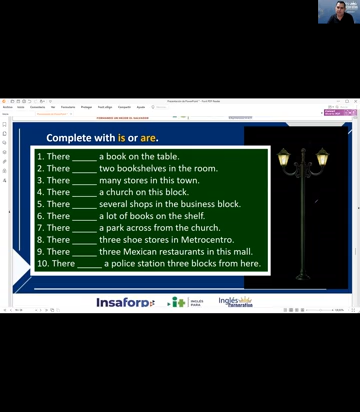 Complete with is or are.
1. There _____ a book on the table.
2. There _____ two bookshelves in the room.
3. There _____ many stores in this town.
4. There _____ a church on this block.
5. There _____ several shops in the business block.
6. There _____ a lot of books on the shelf.
7. There _____ a park across from the church.
8. There _____ three shoe stores in Metrocentro.
9. There _____ three Mexican restaurants in this mall.
10. There _____ a police station three blocks from here.
Insaforp
it
Inglés